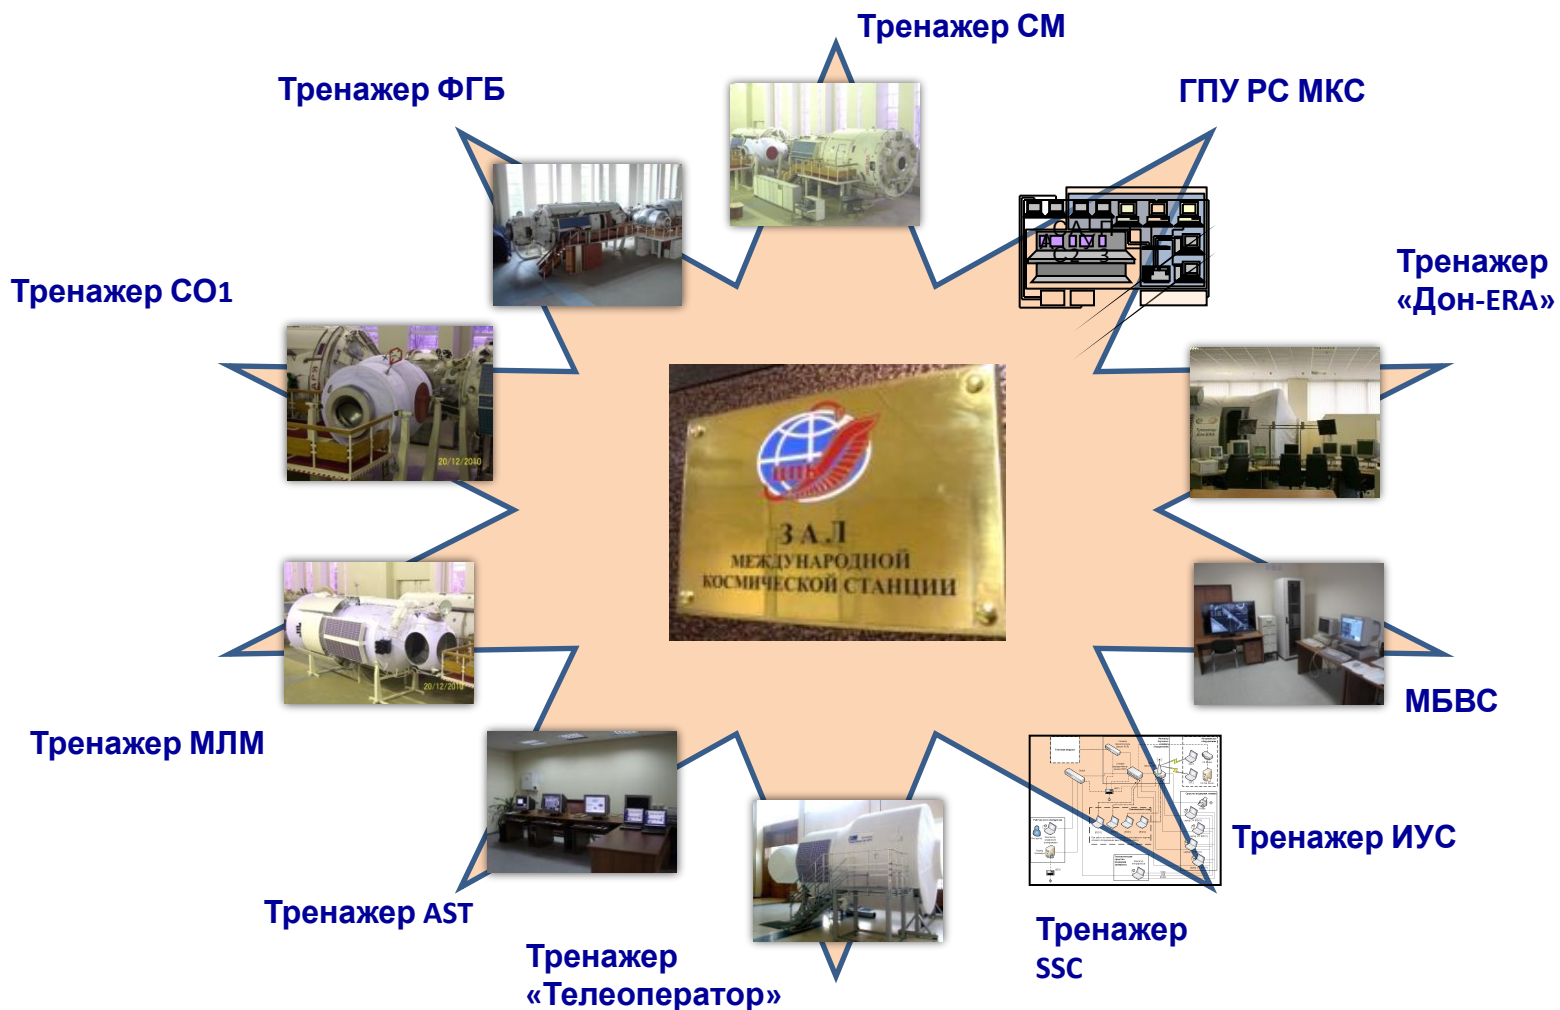 Тренажер СМ
Тренажер ФГБ
ГПУ РС МКС
Тренажер
«Дон-ERA»
Тренажер СО1
20/12/2010
ЦПК
ЗАЛ
МЕЖДУНАРОДНОЙ
КОСМИЧЕСКОЙ СТАНЦИИ
20/12/2010
МБВС
Тренажер МЛМ
Тренажер ИУС
Тренажер AST
Тренажер
SSC
Тренажер
«Телеоператор»